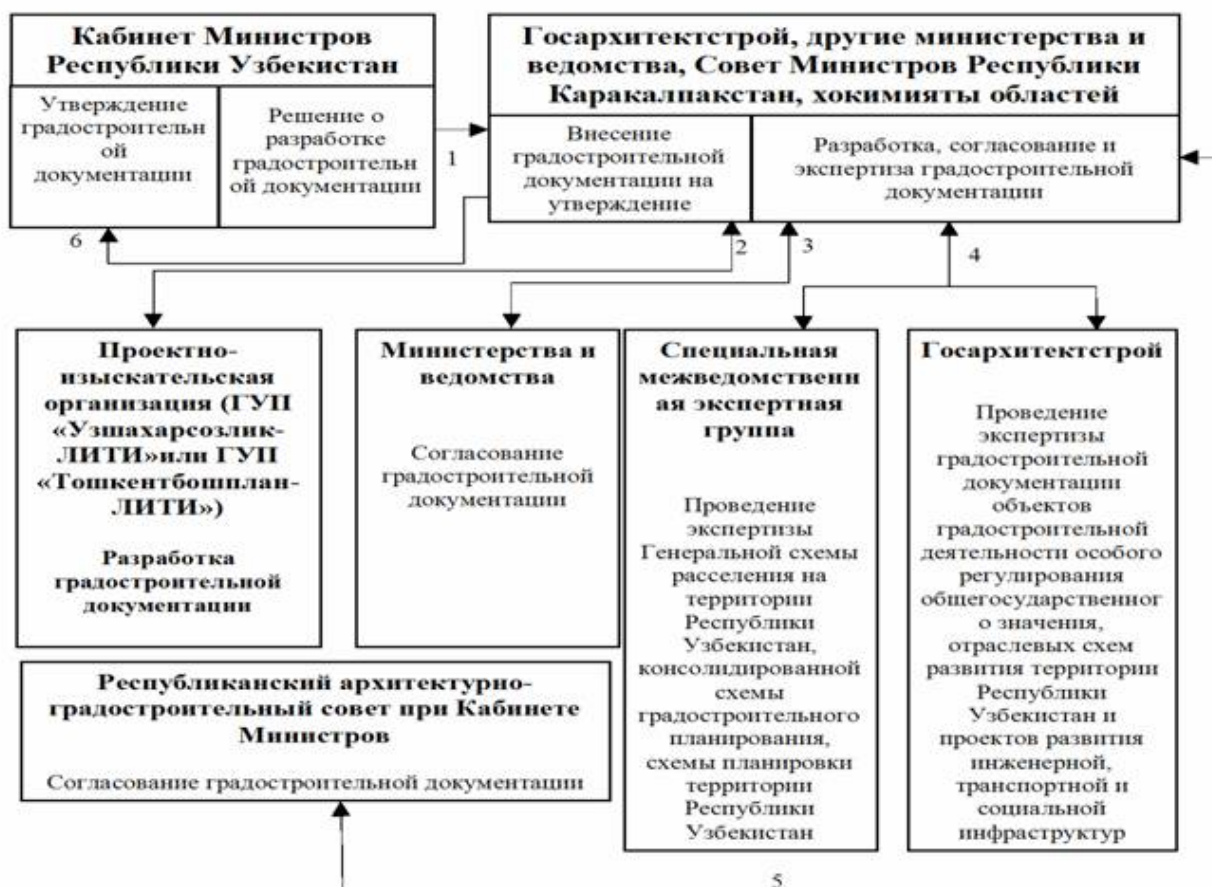 Кабинет Министров
Республики Узбекистан
Утверждение
градостроительн
ой
документации
Решение о
разработке
градостроительн
ой документации
1
Госархитектстрой, другие министерства и
ведомства, Совет Министров Республики
Каракалпакстан, хокимияты областей
Внесение
градостроительной
документации на
утверждение
Разработка, согласование и
экспертиза градостроительной
документации
6
2
3
4
Проектно-
изыскательская
организация (ГУП
«Узшахарсозлик-
ЛИТИ»или ГУП
«Тошкентбошплан-
ЛИТИ»)
Разработка
градостроительной
документации
Министерства и
ведомства
Согласование
градостроительной
документации
Специальная
межведомственн
ая экспертная
группа
Проведение
экспертизы
Генеральной схемы
расселения на
территории
Республики
Узбекистан,
консолидированной
схемы
градостроительного
планирования,
схемы планировки
территории
Республики
Узбекистан
Госархитектстрой
Проведение
экспертизы
градостроительной
документации
объектов
градостроительной
деятельности особого
регулирования
общегосударственног
о значения,
отраслевых схем
развития территории
Республики
Узбекистан и
проектов развития
инженерной,
транспортной и
социальной
инфраструктур
Республиканский архитектурно-
градостроительный совет при Кабинете
Министров
Согласование градостроительной документации
5